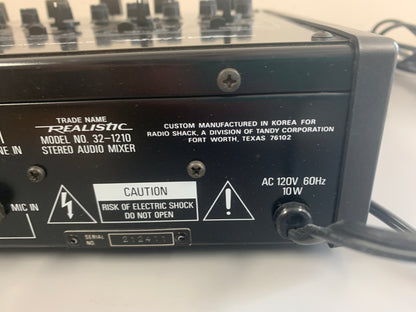 TRADE NAME
REALISTIC
MODEL NO. 32-1210
STEREO AUDIO MIXER
CUSTOM MANUFACTURED IN KOREA FOR
RADIO SHACK, A DIVISION OF TANDY CORPORATION
FORT WORTH, TEXAS 76102
NE IN
MIC IN
CAUTION
RISK OF ELECTRIC SHOCK
DO NOT OPEN
AC 120V 60Hz
10W
SERIAL
NO.